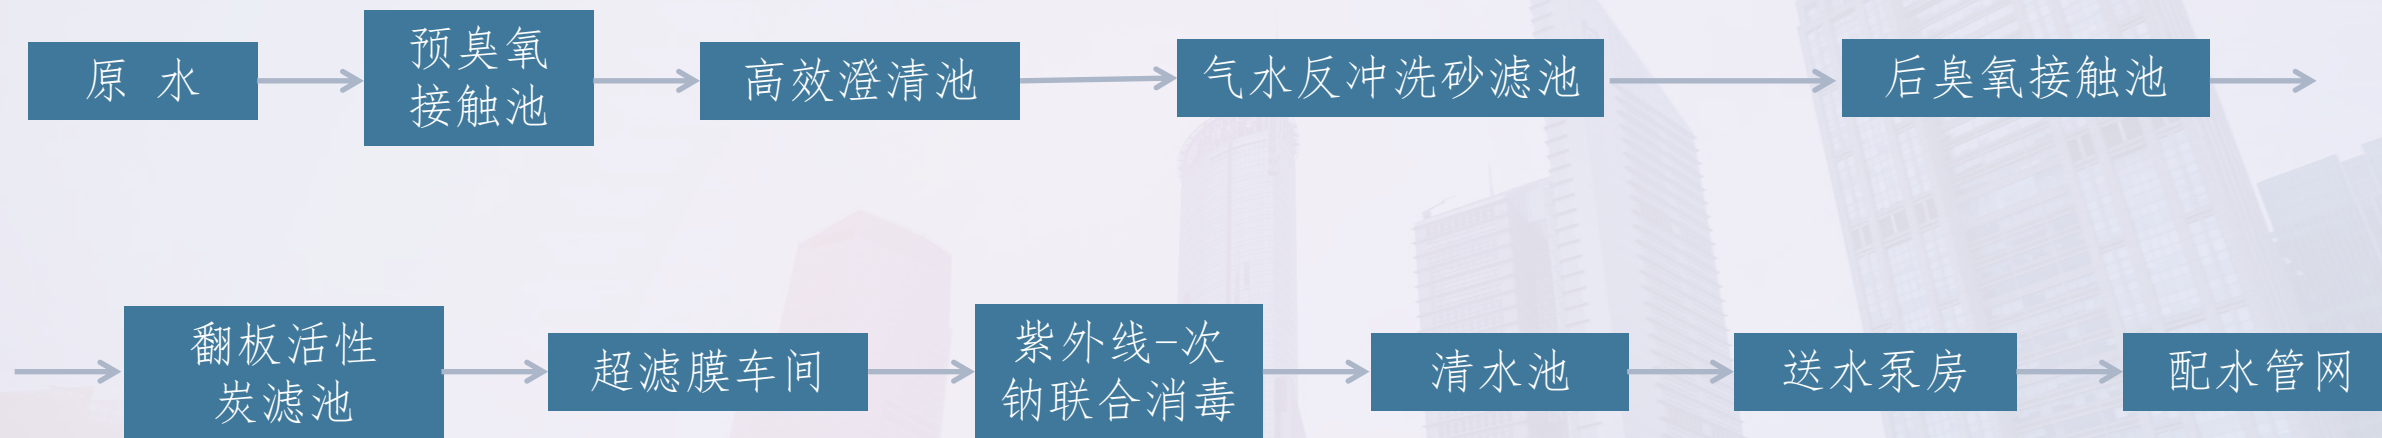 原 水
预臭氧
接触池
高效澄清池
气水反冲洗砂滤池
后臭氧接触池
翻板活性
炭滤池
超滤膜车间
紫外线-次
钠联合消毒
清水池
送水泵房
配水管网